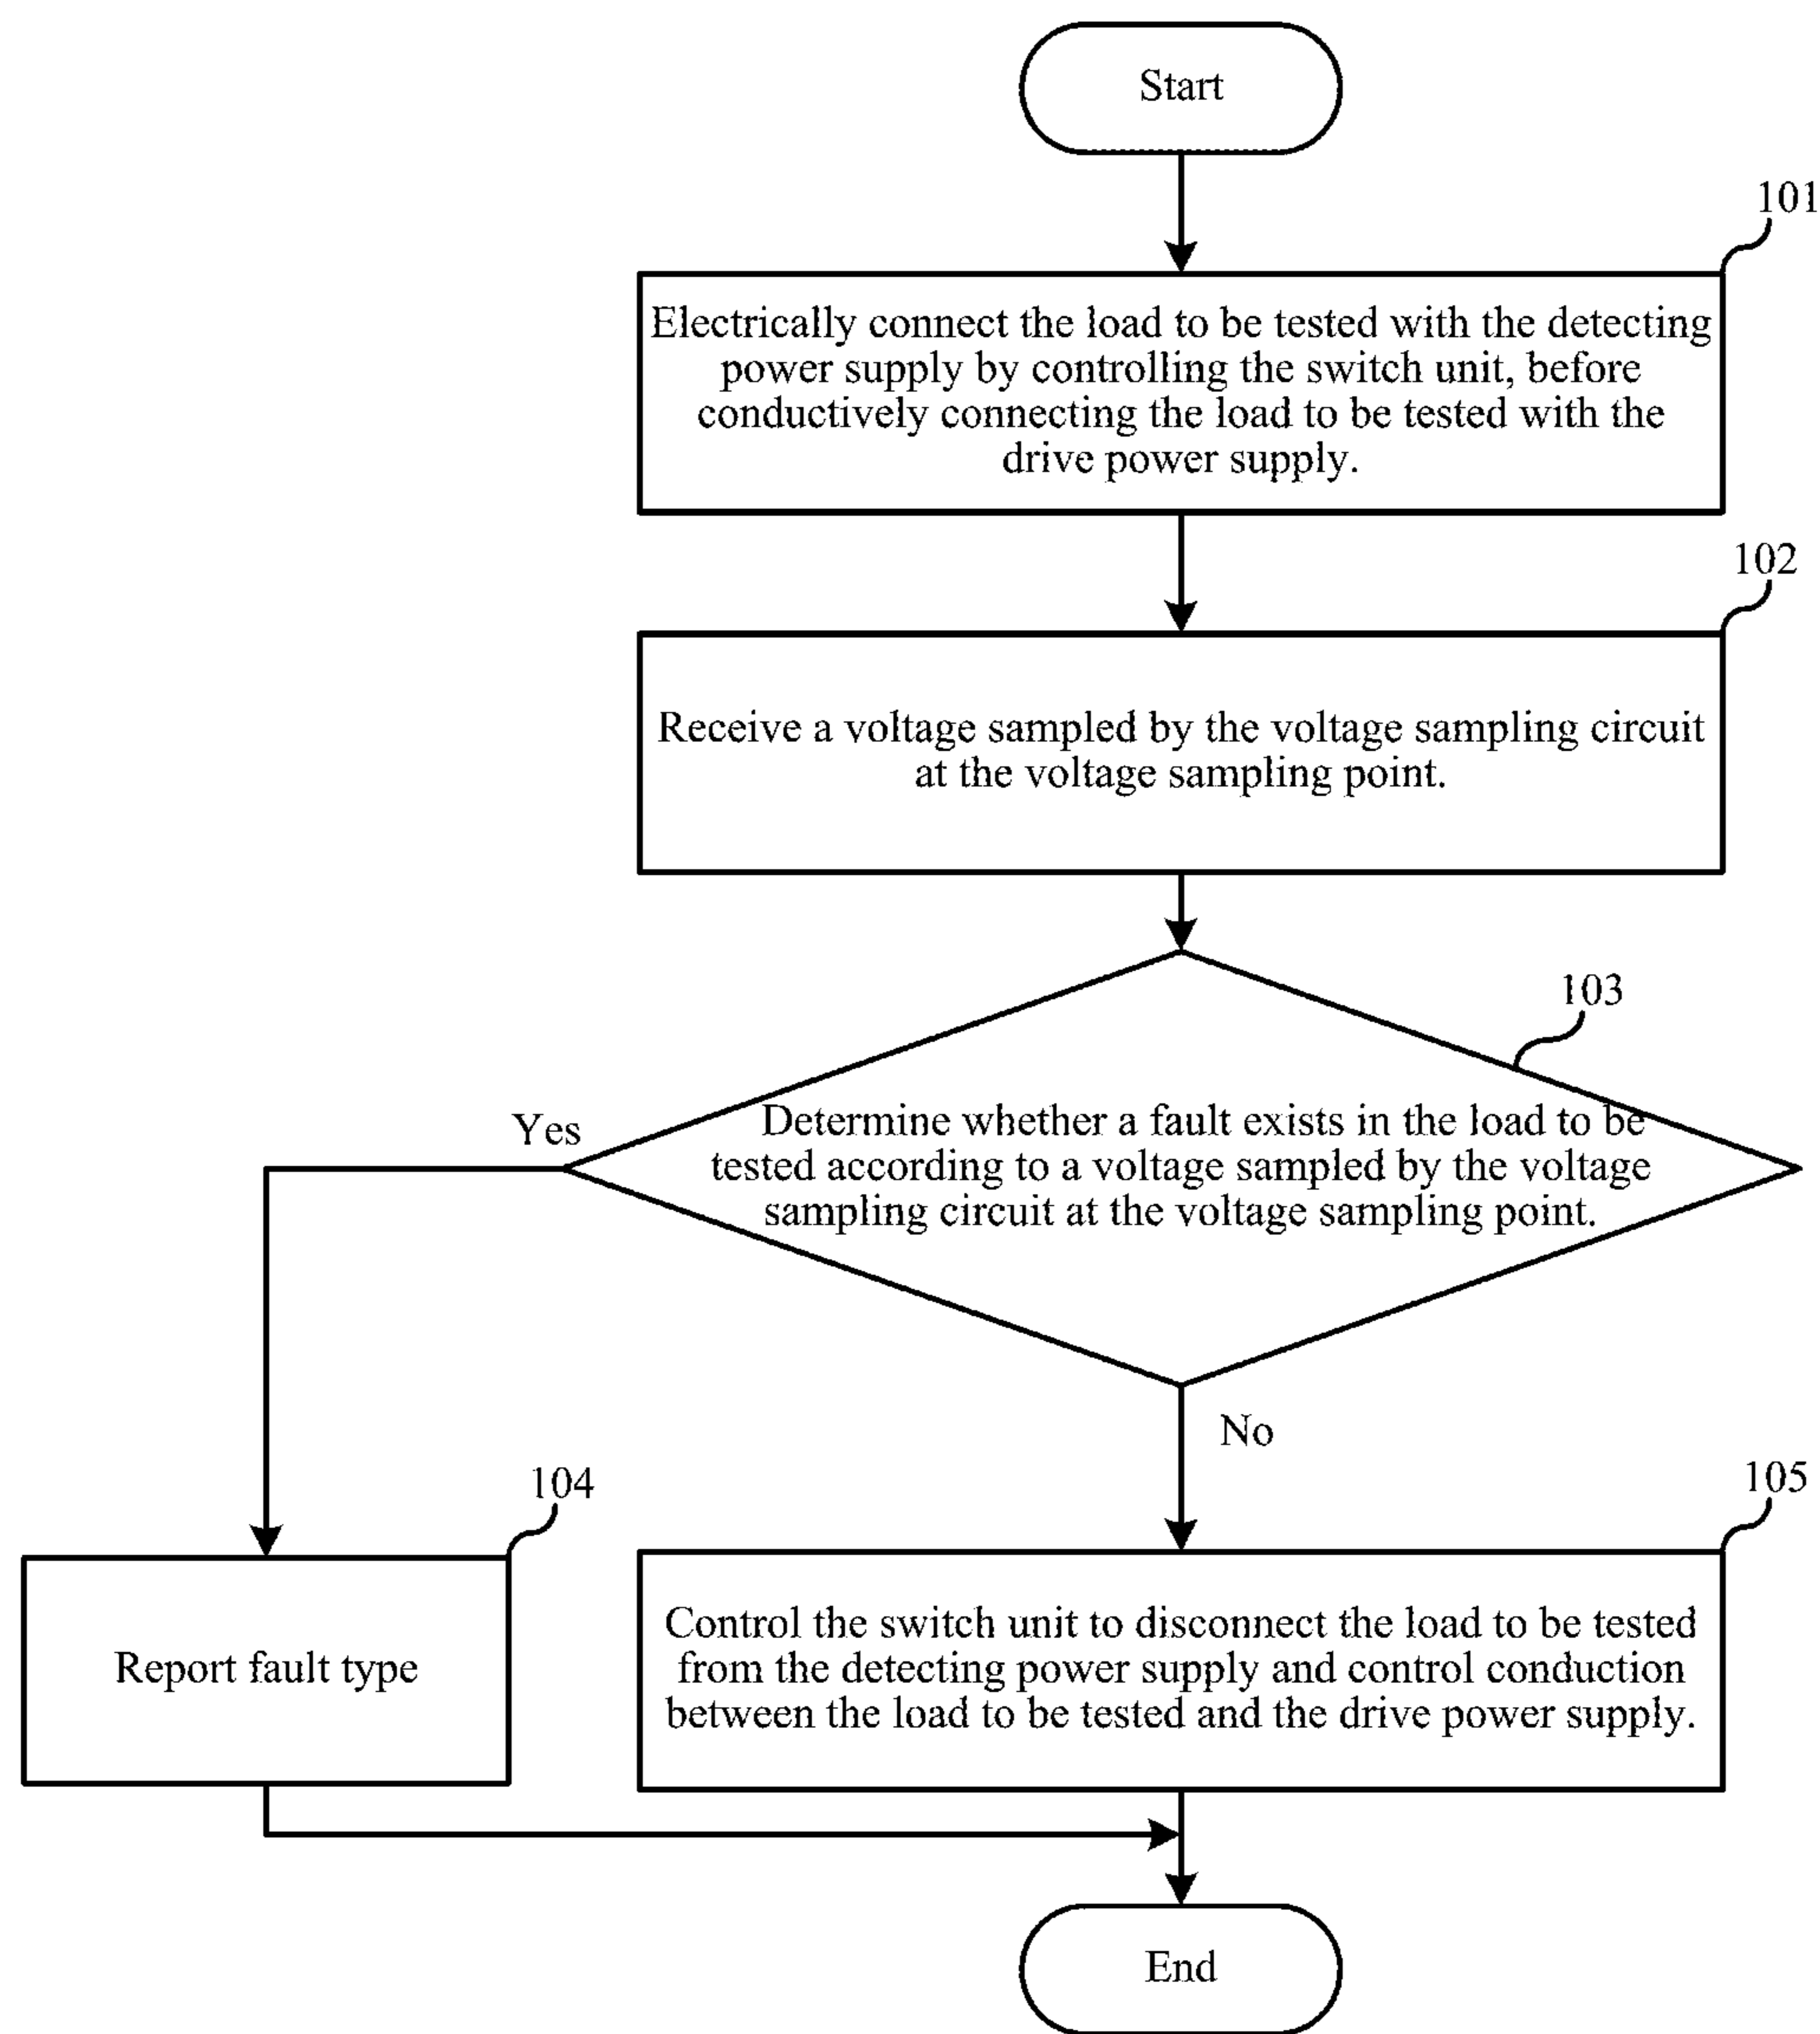 Start
101
Electrically connect the load to be tested with the detecting
power supply by controlling the switch unit, before
conductively connecting the load to be tested with the
drive power supply.
102
Receive a voltage sampled by the voltage sampling circuit
at the voltage sampling point.
103
Determine whether a fault exists in the load to be
tested according to a voltage sampled by the voltage
sampling circuit at the voltage sampling point.
Yes
No
104
Report fault type
105
Control the switch unit to disconnect the load to be tested
from the detecting power supply and control conduction
between the load to be tested and the drive power supply.
End